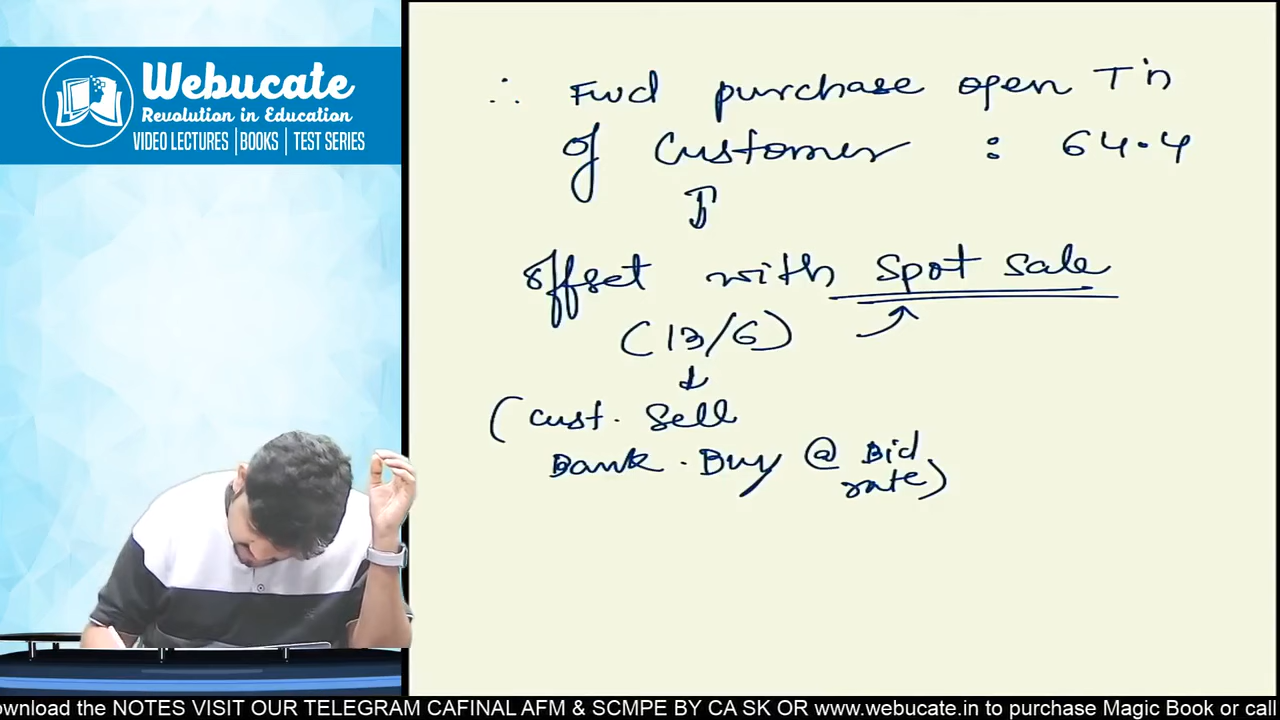 Webucate
Revolution in Education
VIDEO LECTURES | BOOKS | TEST SERIES
∴ Fwd purchase open T'n
of Customer : 64.4
offset with spot sale
(13/6)
(Cust. Sell
Bank. Buy @ Bid
rate)
ownload the NOTES VISIT OUR TELEGRAM CAFINAL AFM & SCMPE BY CA SK OR www.webucate.in to purchase Magic Book or call